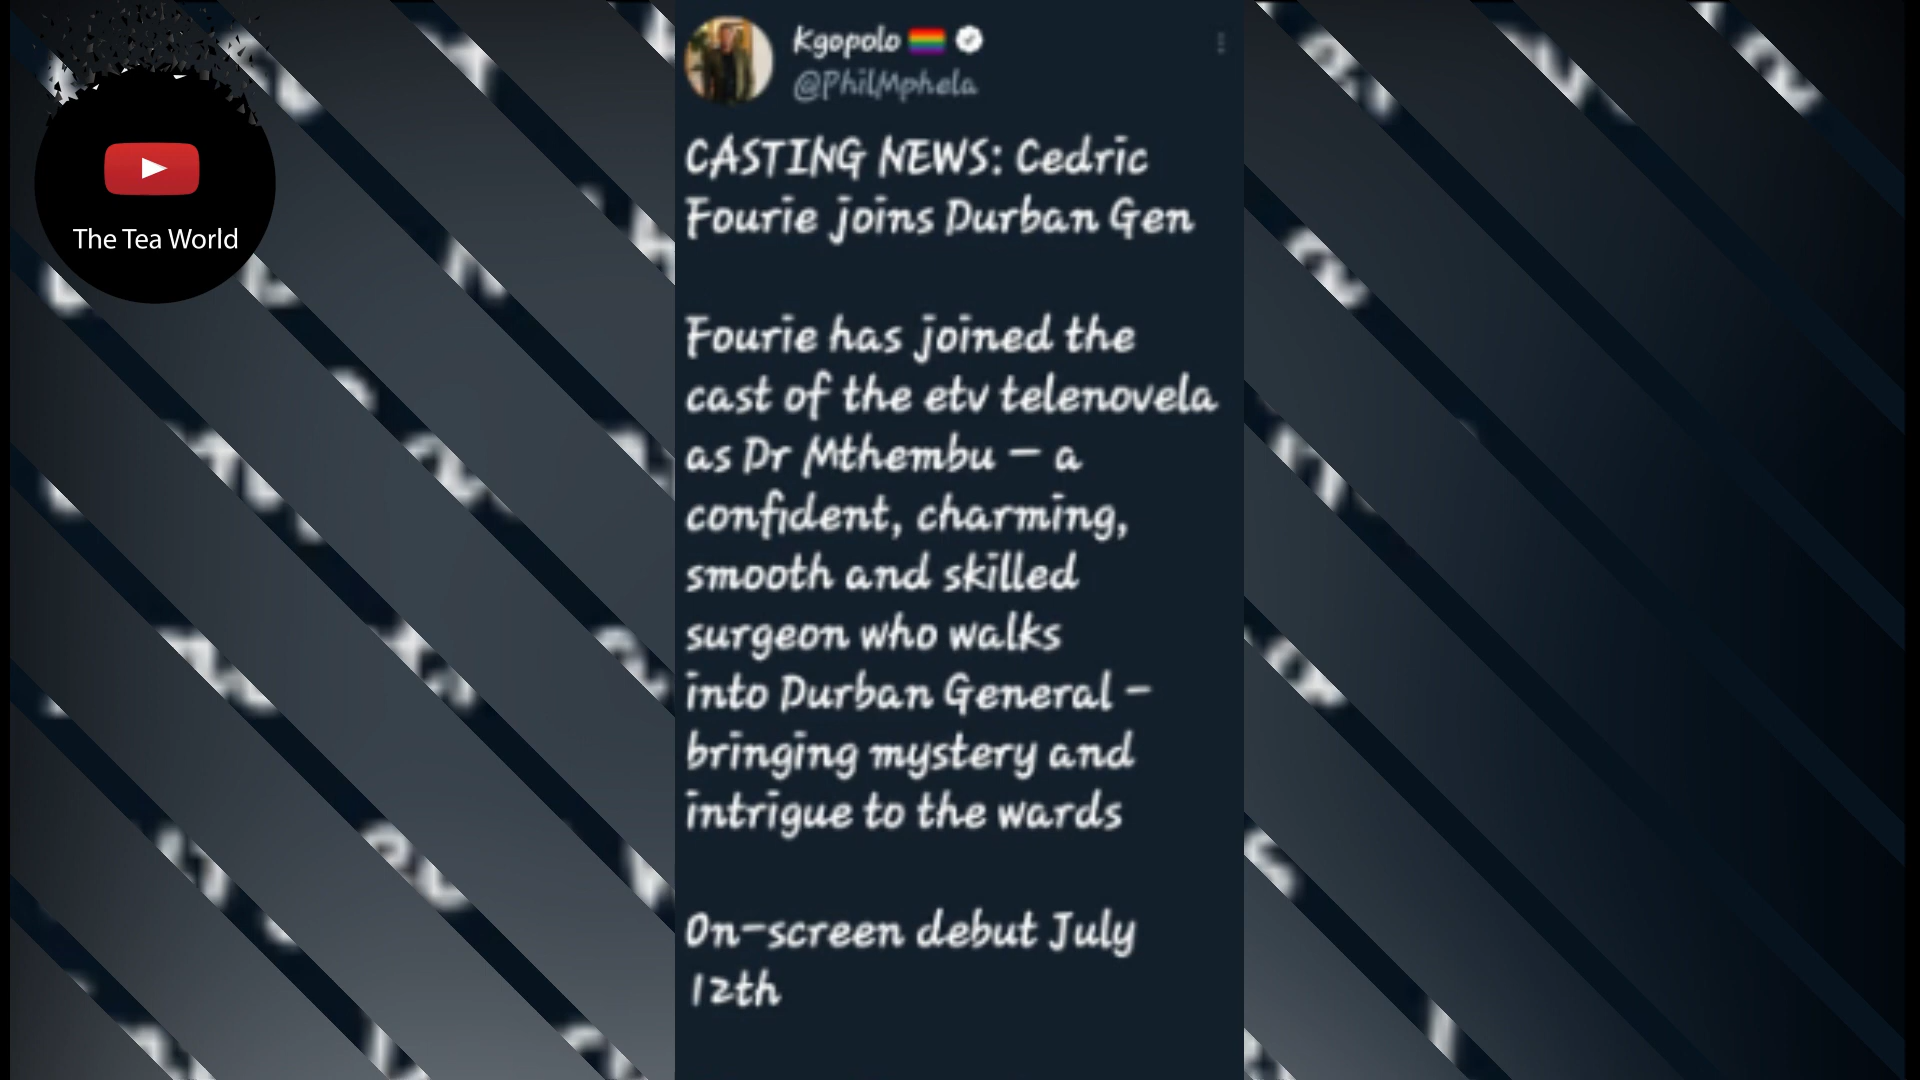 The Tea World
Kgopolo
@PhilMphela
CASTING NEWS: Cedric
Fourie joins Durban Gen
Fourie has joined the
cast of the etv telenovela
as Dr Mthembu — a
confident, charming,
smooth and skilled
surgeon who walks
into Durban General –
bringing mystery and
intrigue to the wards
On-screen debut July
12th